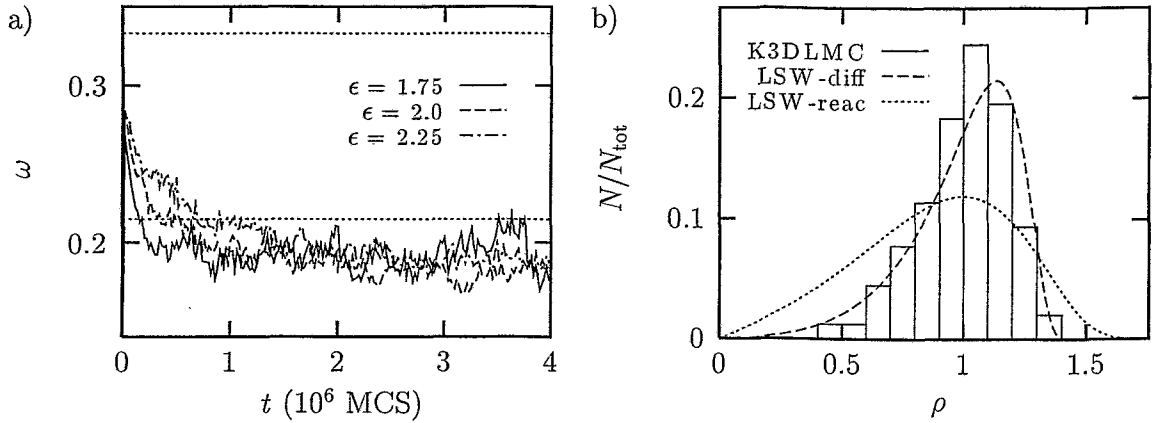 a)
ω
0.3
0.2
ϵ = 1.75
ϵ = 2.0
ϵ = 2.25
0 1 2 3 4
t (10⁶ MCS)
b)
N/N_tot
0.2
0.1
0
K3DLMC
LSW-diff
LSW-reac
0 0.5 1 1.5
ρ